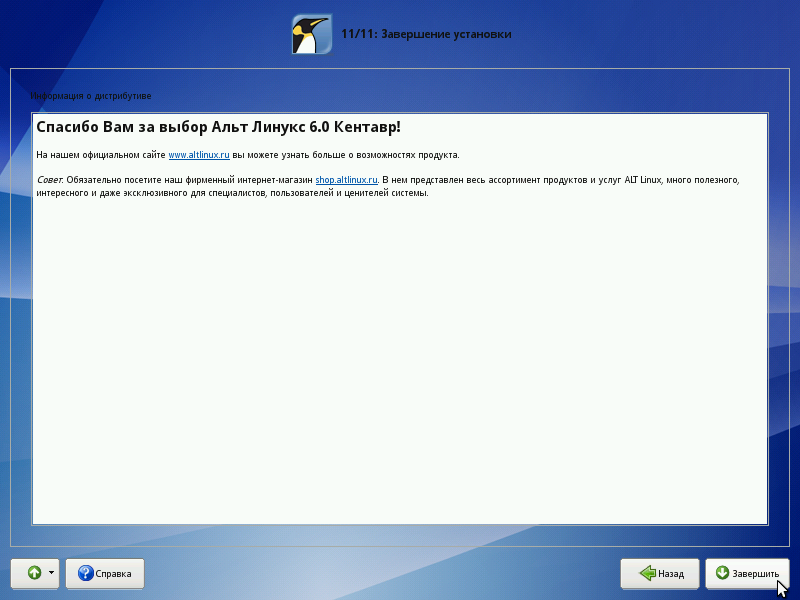 11/11: Завершение установки
Информация о дистрибутиве
Спасибо Вам за выбор Альт Линукс 6.0 Кентавр!
На нашем официальном сайте www.altlinux.ru вы можете узнать больше о возможностях продукта.
Совет. Обязательно посетите наш фирменный интернет-магазин shop.altlinux.ru. В нем представлен весь ассортимент продуктов и услуг ALT Linux, много полезного,
интересного и даже эксклюзивного для специалистов, пользователей и ценителей системы.
Справка
Назад
Завершить